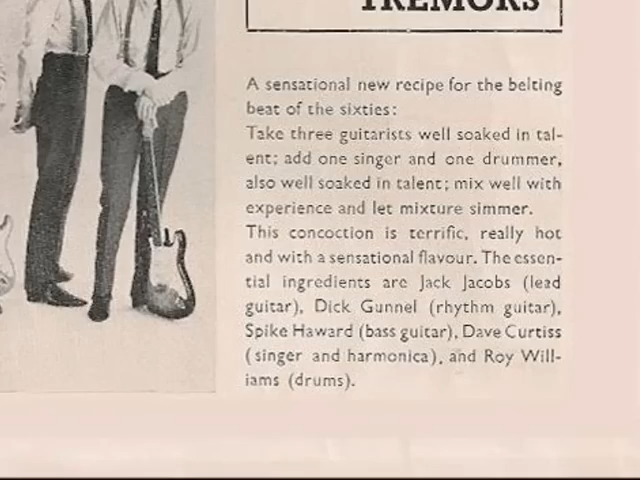 TREMORS
A sensational new recipe for the belting
beat of the sixties:
Take three guitarists well soaked in tal-
ent; add one singer and one drummer,
also well soaked in talent; mix well with
experience and let mixture simmer.
This concoction is terrific, really hot
and with a sensational flavour. The essen-
tial ingredients are Jack Jacobs (lead
guitar), Dick Gunnel (rhythm guitar),
Spike Haward (bass guitar), Dave Curtiss
(singer and harmonica), and Roy Will-
iams (drums).